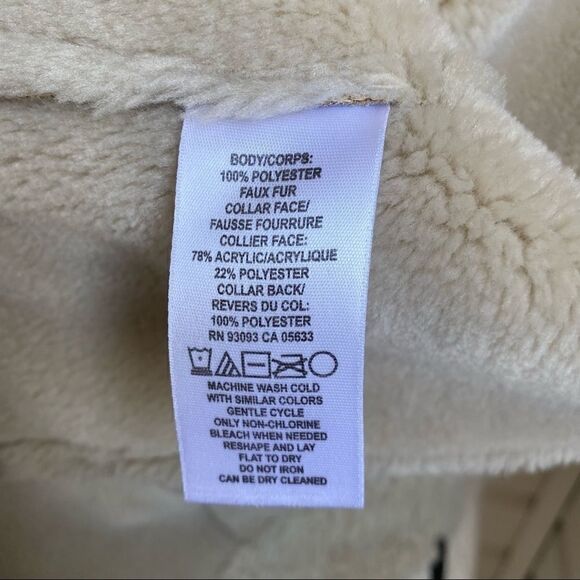 BODY/CORPS:
100% POLYESTER
FAUX FUR
COLLAR FACE/
FAUSSE FOURRURE
COLLIER FACE:
78% ACRYLIC/ACRYLIQUE
22% POLYESTER
COLLAR BACK/
REVERS DU COL:
100% POLYESTER
RN 93093 CA 05633
MACHINE WASH COLD
WITH SIMILAR COLORS
GENTLE CYCLE
ONLY NON-CHLORINE
BLEACH WHEN NEEDED
RESHAPE AND LAY
FLAT TO DRY
DO NOT IRON
CAN BE DRY CLEANED